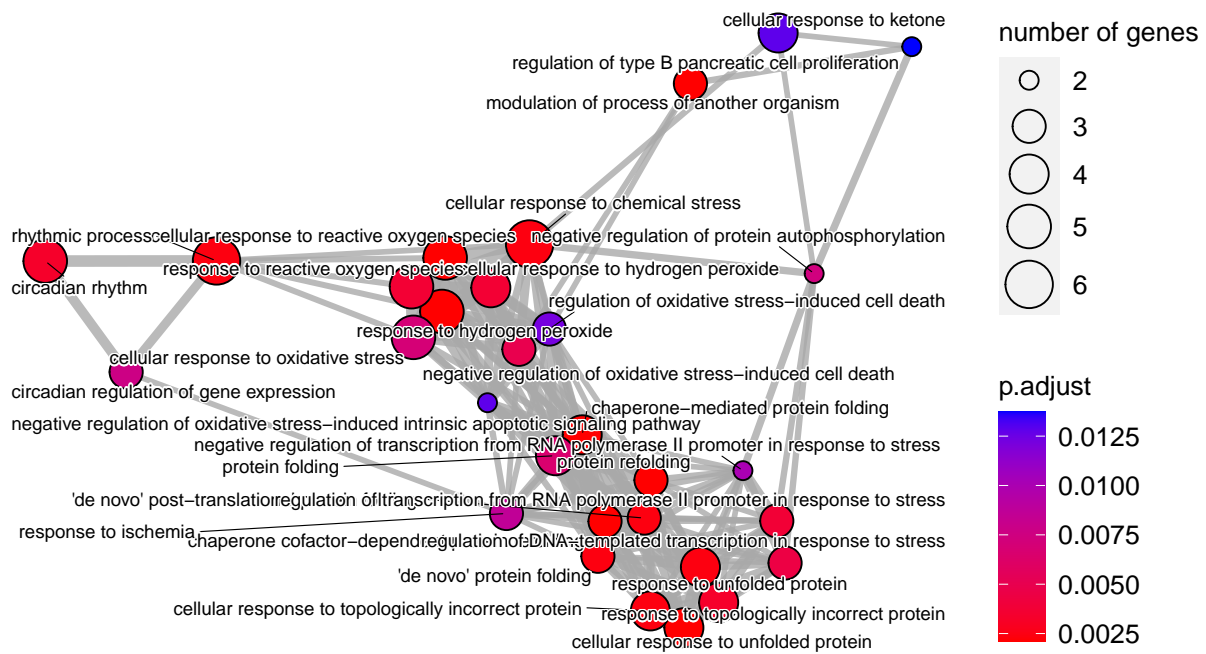 cellular response to ketone
regulation of type B pancreatic cell proliferation
modulation of process of another organism
cellular response to chemical stress
rhythmic process
cellular response to reactive oxygen species
negative regulation of protein autophosphorylation
response to reactive oxygen species
cellular response to hydrogen peroxide
circadian rhythm
regulation of oxidative stress−induced cell death
response to hydrogen peroxide
cellular response to oxidative stress
negative regulation of oxidative stress−induced cell death
circadian regulation of gene expression
chaperone−mediated protein folding
negative regulation of oxidative stress−induced intrinsic apoptotic signaling pathway
negative regulation of transcription from RNA polymerase II promoter in response to stress
protein folding
protein refolding
'de novo' post−translational
regulation of transcription from RNA polymerase II promoter in response to stress
response to ischemia
chaperone cofactor−dependent
regulation of DNA−templated transcription in response to stress
'de novo' protein folding
response to unfolded protein
cellular response to topologically incorrect protein
response to topologically incorrect protein
cellular response to unfolded protein
number of genes
2
3
4
5
6
p.adjust
0.0125
0.0100
0.0075
0.0050
0.0025